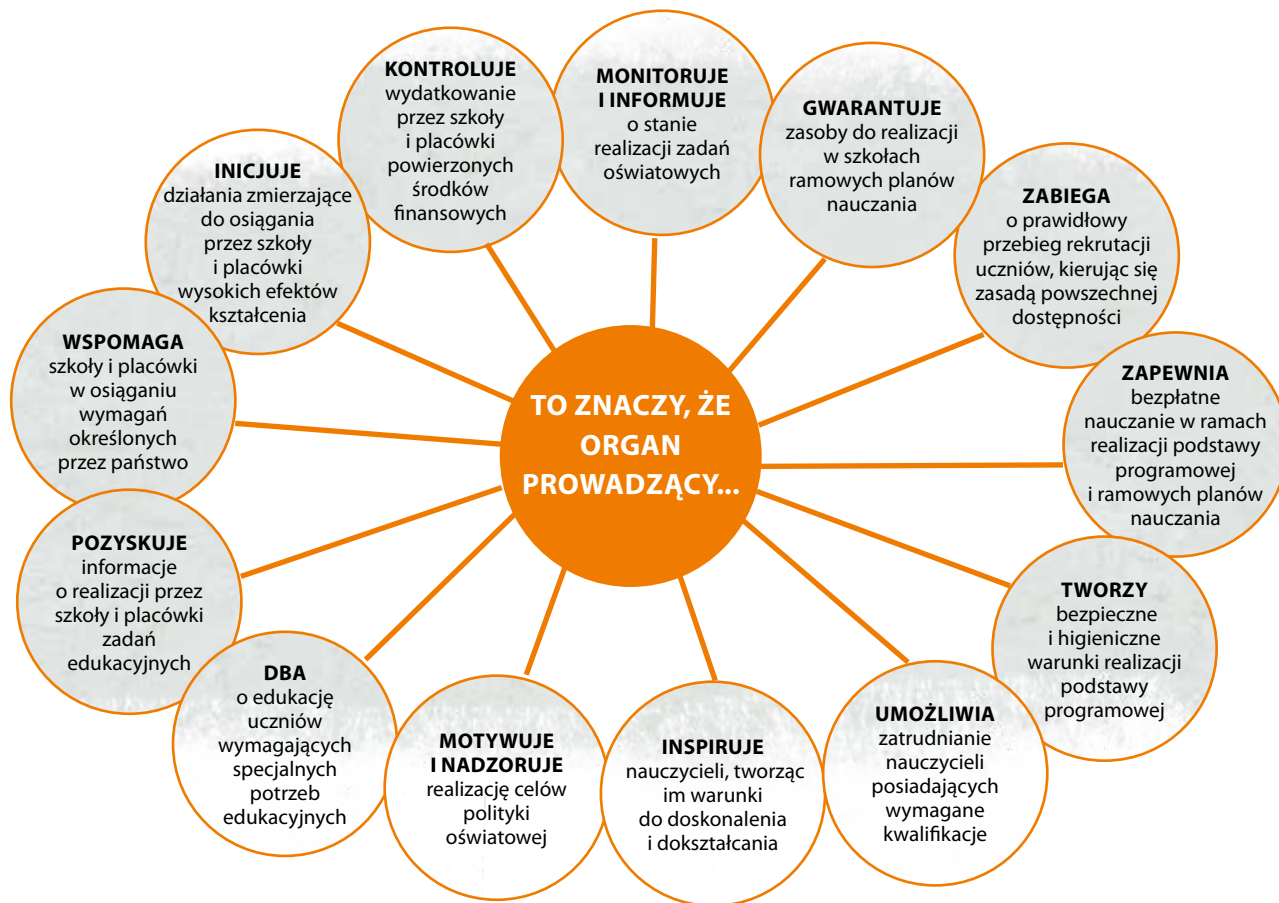 TO ZNACZY, ŻE
ORGAN
PROWADZĄCY...
MONITORUJE
I INFORMUJE
o stanie
realizacji zadań
oświatowych
GWARANTUJE
zasoby do realizacji
w szkołach
ramowych planów
nauczania
ZABIEGA
o prawidłowy
przebieg rekrutacji
uczniów, kierując się
zasadą powszechnej
dostępności
ZAPEWNIA
bezpłatne
nauczanie w ramach
realizacji podstawy
programowej
i ramowych planów
nauczania
TWORZY
bezpieczne
i higieniczne
warunki realizacji
podstawy
programowej
UMOŻLIWIA
zatrudnianie
nauczycieli
posiadających
wymagane
kwalifikacje
INSPIRUJE
nauczycieli, tworząc
im warunki
do doskonalenia
i dokształcania
MOTYWUJE
I NADZORUJE
realizację celów
polityki
oświatowej
DBA
o edukację
uczniów
wymagających
specjalnych
potrzeb
edukacyjnych
POZYSKUJE
informacje
o realizacji przez
szkoły i placówki
zadań
edukacyjnych
WSPOMAGA
szkoły i placówki
w osiąganiu
wymagań
określonych
przez państwo
INICJUJE
działania zmierzające
do osiągania
przez szkoły
i placówki
wysokich efektów
kształcenia
KONTROLUJE
wydatkowanie
przez szkoły
i placówki
powierzonych
środków
finansowych